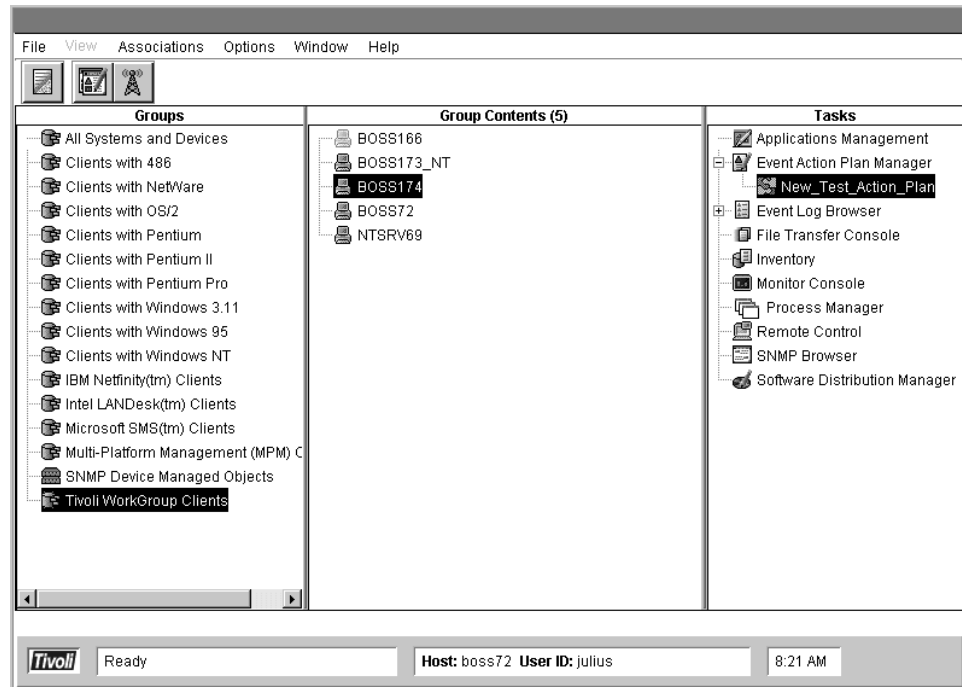 File View Associations Options Window Help
Groups
All Systems and Devices
Clients with 486
Clients with NetWare
Clients with OS/2
Clients with Pentium
Clients with Pentium II
Clients with Pentium Pro
Clients with Windows 3.11
Clients with Windows 95
Clients with Windows NT
IBM Netfinity(tm) Clients
Intel LANDesk(tm) Clients
Microsoft SMS(tm) Clients
Multi-Platform Management (MPM) C
SNMP Device Managed Objects
Tivoli WorkGroup Clients
Group Contents (5)
BOSS166
BOSS173_NT
BOSS174
BOSS72
NTSRV69
Tasks
Applications Management
Event Action Plan Manager
New_Test_Action_Plan
Event Log Browser
File Transfer Console
Inventory
Monitor Console
Process Manager
Remote Control
SNMP Browser
Software Distribution Manager
Tivoli Ready Host: boss72 User ID: julius 8:21 AM